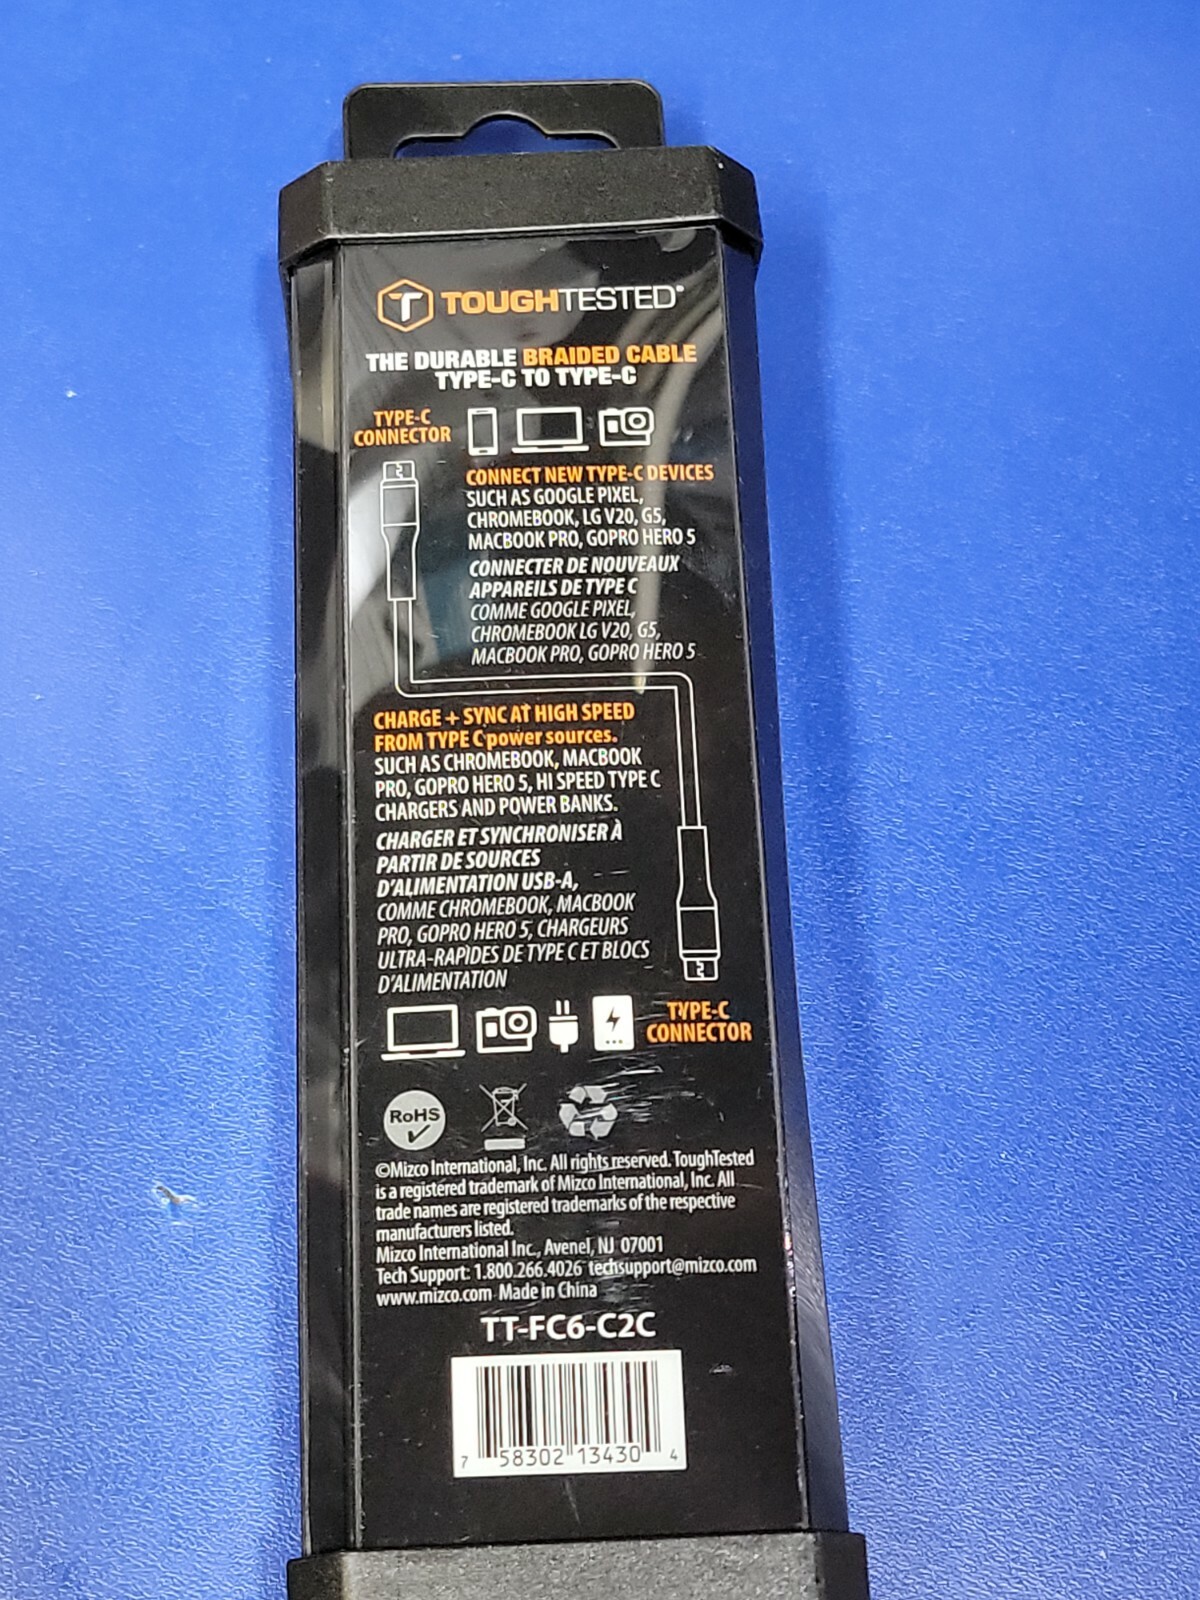 TOUGHTESTED®
THE DURABLE BRAIDED CABLE
TYPE-C TO TYPE-C
TYPE-C
CONNECTOR
CONNECT NEW TYPE-C DEVICES
SUCH AS GOOGLE PIXEL,
CHROMEBOOK, LG V20, G5,
MACBOOK PRO, GOPRO HERO 5
CONNECTER DE NOUVEAUX
APPAREILS DE TYPE C
COMME GOOGLE PIXEL,
CHROMEBOOK LG V20, G5,
MACBOOK PRO, GOPRO HERO 5
CHARGE + SYNC AT HIGH SPEED
FROM TYPE C power sources.
SUCH AS CHROMEBOOK, MACBOOK
PRO, GOPRO HERO 5, HI SPEED TYPE C
CHARGERS AND POWER BANKS.
CHARGER ET SYNCHRONISER À
PARTIR DE SOURCES
D'ALIMENTATION USB-A,
COMME CHROMEBOOK, MACBOOK
PRO, GOPRO HERO 5, CHARGEURS
ULTRA-RAPIDES DE TYPE C ET BLOCS
D'ALIMENTATION
TYPE-C
CONNECTOR
RoHS
©Mizco International, Inc. All rights reserved. ToughTested
is a registered trademark of Mizco International, Inc. All
trade names are registered trademarks of the respective
manufacturers listed.
Mizco International Inc., Avenel, NJ 07001
Tech Support: 1.800.266.4026 techsupport@mizco.com
www.mizco.com Made in China
TT-FC6-C2C
7 58302 13430 4